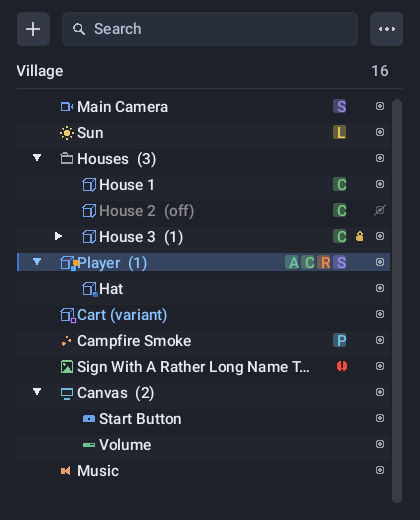 Search
Village 16
Main Camera S
Sun L
Houses (3)
House 1 C
House 2 (off) C
House 3 (1) C
Player (1) A C R S
Hat
Cart (variant)
Campfire Smoke P
Sign With A Rather Long Name T...
Canvas (2)
Start Button
Volume
Music